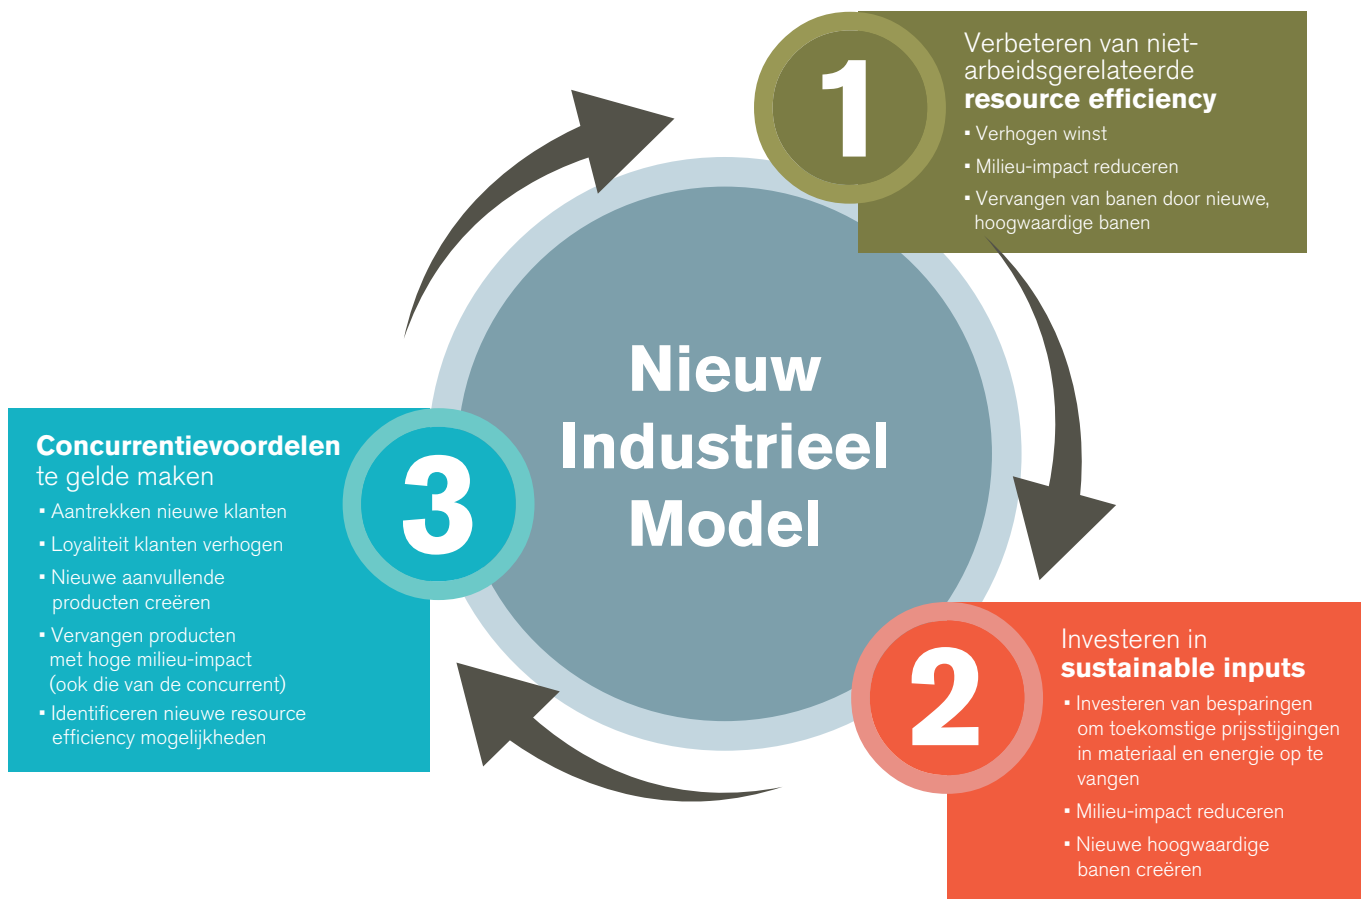 1
Verbeteren van niet-
arbeidsgerelateerde
resource efficiency
▪ Verhogen winst
▪ Milieu-impact reduceren
▪ Vervangen van banen door nieuwe,
hoogwaardige banen
Nieuw
Industrieel
Model
2
Investeren in
sustainable inputs
▪ Investeren van besparingen
om toekomstige prijsstijgingen
in materiaal en energie op te
vangen
▪ Milieu-impact reduceren
▪ Nieuwe hoogwaardige
banen creëren
3
Concurrentievoordelen
te gelde maken
▪ Aantrekken nieuwe klanten
▪ Loyaliteit klanten verhogen
▪ Nieuwe aanvullende
producten creëren
▪ Vervangen producten
met hoge milieu-impact
(ook die van de concurrent)
▪ Identificeren nieuwe resource
efficiency mogelijkheden